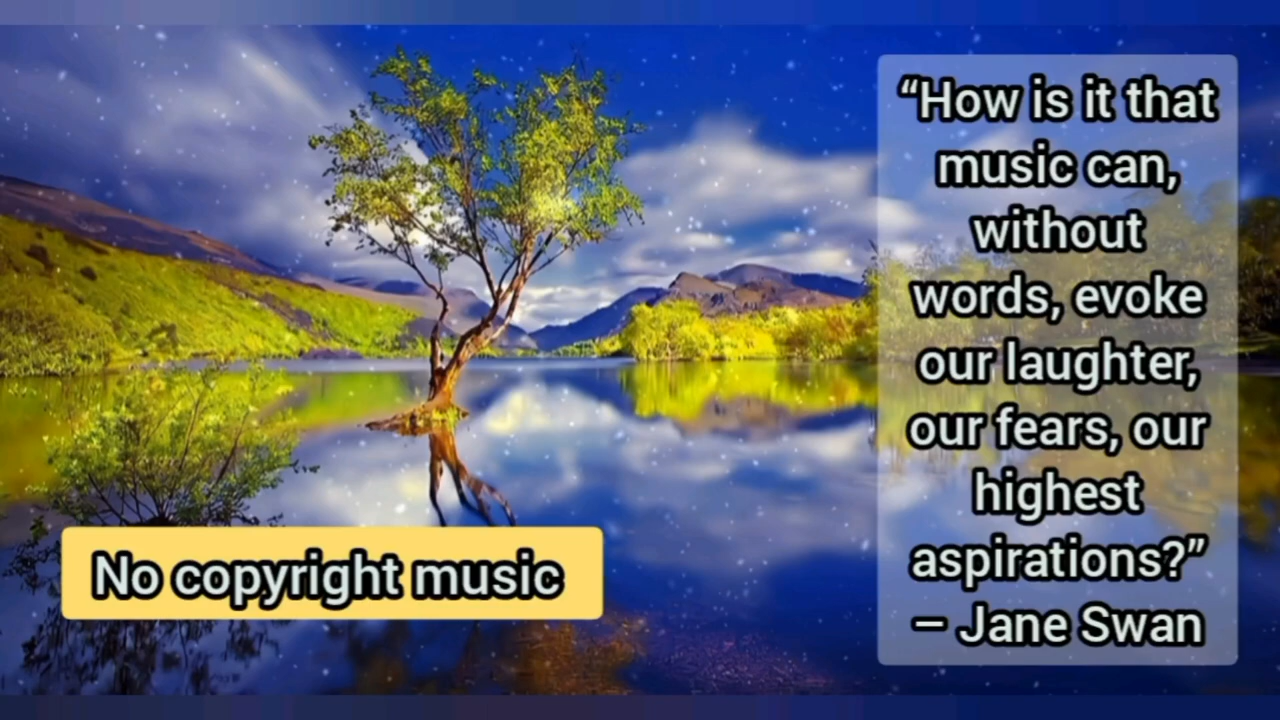 “How is it that
music can,
without
words, evoke
our laughter,
our fears, our
highest
aspirations?”
– Jane Swan
No copyright music